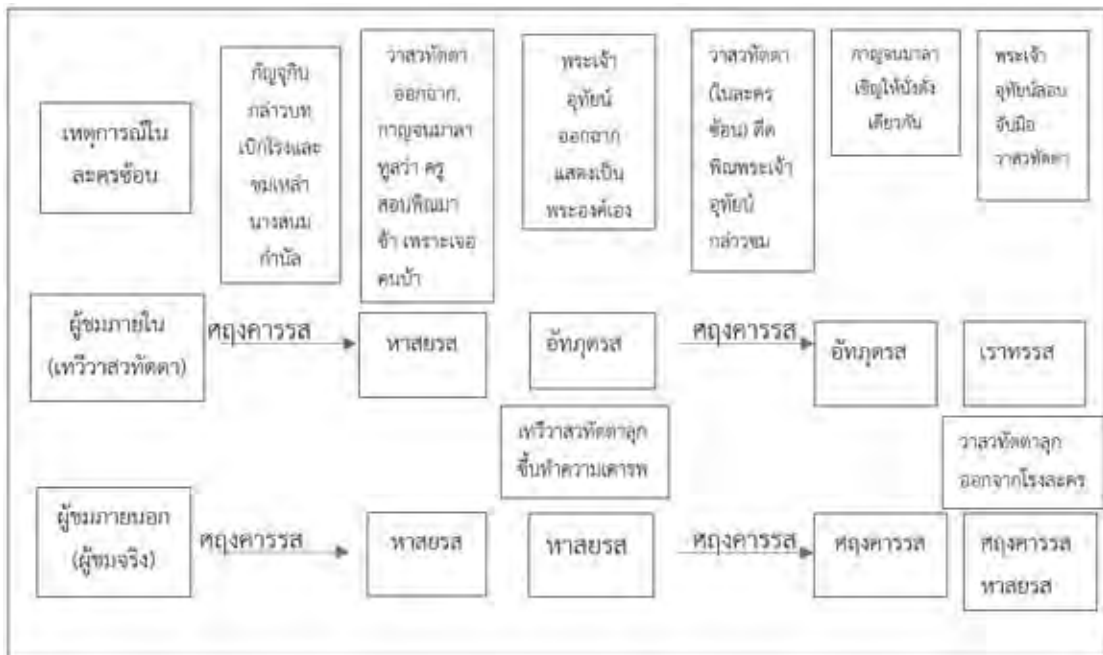 เหตุการณ์ใน
ละครซ้อน
กัญจุกิน
กล่าวบท
เบิกโรงและ
ชมเหล่า
นางสนม
กำนัล
วาสวทัตตา
ออกฉาก.
กาญจนมาลา
ทูลว่า ครู
สอนพิณมา
ช้า เพราะเจอ
คนบ้า
พระเจ้า
อุทัยน์
ออกฉาก
แสดงเป็น
พระองค์เอง
วาสวทัตตา
(ในละคร
ซ้อน) ดีด
พิณพระเจ้า
อุทัยน์
กล่าวชม
กาญจนมาลา
เชิญให้นั่งตั่ง
เดียวกัน
พระเจ้า
อุทัยน์สอน
จับมือ
วาสวทัตตา
ผู้ชมภายใน
(เทวีวาสวทัตตา)
ศฤงคารรส
หาสยรส
อัทภุตรส
ศฤงคารรส
อัทภุตรส
เราทรรส
เทวีวาสวทัตตาลุก
ขึ้นทำความเคารพ
วาสวทัตตาลุก
ออกจากโรงละคร
ผู้ชมภายนอก
(ผู้ชมจริง)
ศฤงคารรส
หาสยรส
หาสยรส
ศฤงคารรส
ศฤงคารรส
ศฤงคารรส
หาสยรส